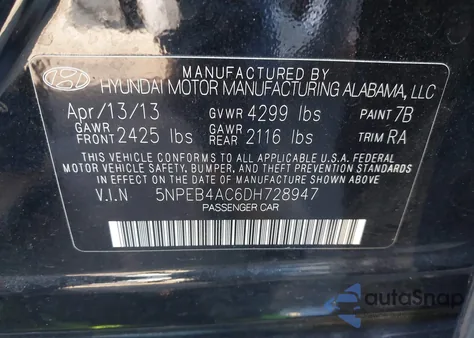 MANUFACTURED BY
HYUNDAI MOTOR MANUFACTURING ALABAMA, LLC
Apr/13/13 GVWR 4299 lbs PAINT 7B
GAWR FRONT 2425 lbs GAWR REAR 2116 lbs TRIM RA
THIS VEHICLE CONFORMS TO ALL APPLICABLE U.S.A. FEDERAL
MOTOR VEHICLE SAFETY, BUMPER, AND THEFT PREVENTION STANDARDS
IN EFFECT ON THE DATE OF MANUFACTURE SHOWN ABOVE.
V.I.N 5NPEB4AC6DH728947
PASSENGER CAR
autoSnap